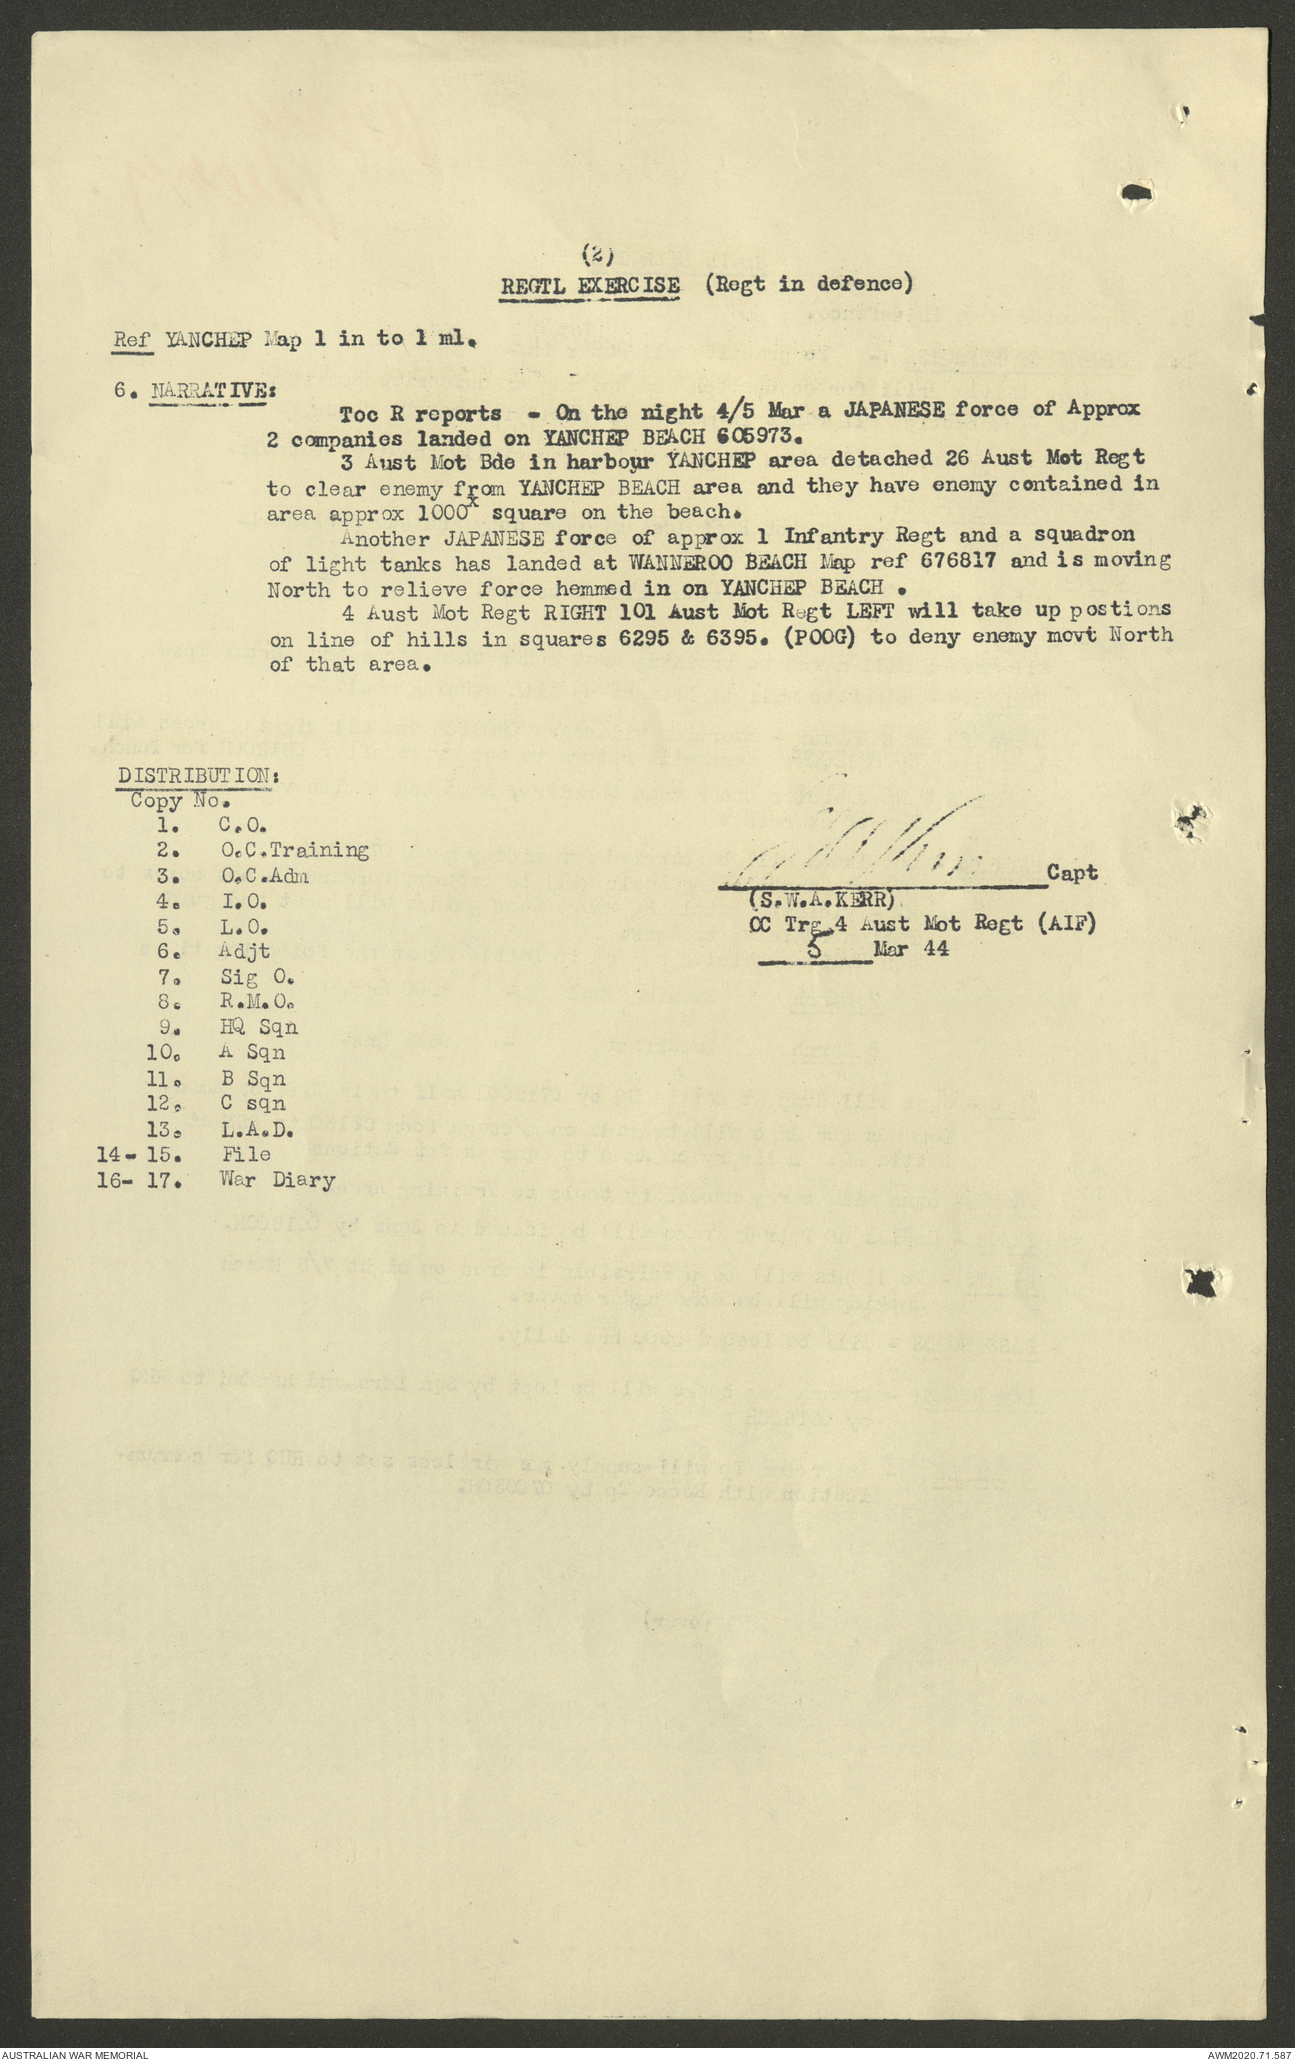 (2)
REGTL EXERCISE (Regt in defence)
Ref YANCHEP Map 1 in to 1 ml.
6. NARRATIVE:
Toc R reports - On the night 4/5 Mar a JAPANESE force of Approx
2 companies landed on YANCHEP BEACH 605973.
3 Aust Mot Bde in harbour YANCHEP area detached 26 Aust Mot Regt
to clear enemy from YANCHEP BEACH area and they have enemy contained in
area approx 1000x square on the beach.
Another JAPANESE force of approx 1 Infantry Regt and a squadron
of light tanks has landed at WANNEROO BEACH Map ref 676817 and is moving
North to relieve force hemmed in on YANCHEP BEACH .
4 Aust Mot Regt RIGHT 101 Aust Mot Regt LEFT will take up postions
on line of hills in squares 6295 & 6395. (POOG) to deny enemy movt North
of that area.
DISTRIBUTION:
Copy No.
1. C.O.
2. O.C.Training
3. O.C.Adm
4. I.O.
5. L.O.
6. Adjt
7. Sig O.
8. R.M.O.
9. HQ Sqn
10. A Sqn
11. B Sqn
12. C sqn
13. L.A.D.
14- 15. File
16- 17. War Diary
Capt
(S.W.A.KERR)
OC Trg 4 Aust Mot Regt (AIF)
5 Mar 44
AUSTRALIAN WAR MEMORIAL
AWM2020.71.587